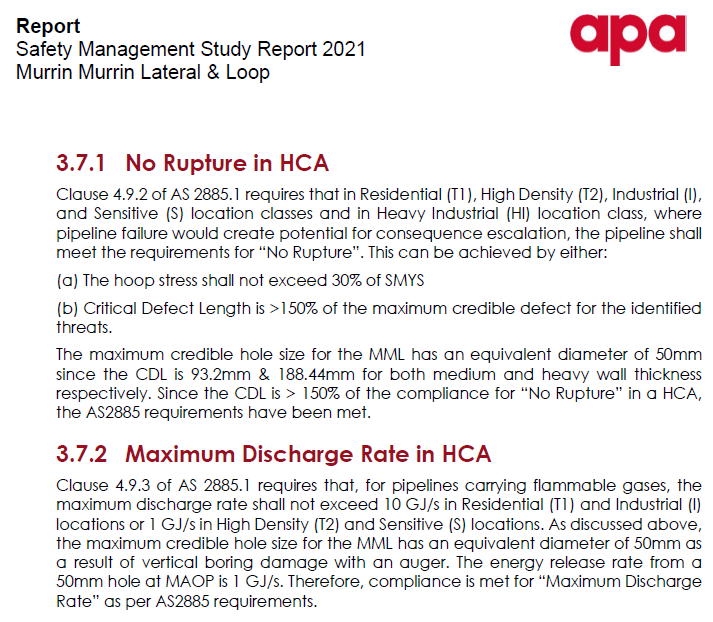 Report
Safety Management Study Report 2021
Murrin Murrin Lateral & Loop
apa
3.7.1 No Rupture in HCA
Clause 4.9.2 of AS 2885.1 requires that in Residential (T1), High Density (T2), Industrial (I),
and Sensitive (S) location classes and in Heavy Industrial (HI) location class, where
pipeline failure would create potential for consequence escalation, the pipeline shall
meet the requirements for “No Rupture”. This can be achieved by either:
(a) The hoop stress shall not exceed 30% of SMYS
(b) Critical Defect Length is >150% of the maximum credible defect for the identified
threats.
The maximum credible hole size for the MML has an equivalent diameter of 50mm
since the CDL is 93.2mm & 188.44mm for both medium and heavy wall thickness
respectively. Since the CDL is > 150% of the compliance for “No Rupture” in a HCA,
the AS2885 requirements have been met.
3.7.2 Maximum Discharge Rate in HCA
Clause 4.9.3 of AS 2885.1 requires that, for pipelines carrying flammable gases, the
maximum discharge rate shall not exceed 10 GJ/s in Residential (T1) and Industrial (I)
locations or 1 GJ/s in High Density (T2) and Sensitive (S) locations. As discussed above,
the maximum credible hole size for the MML has an equivalent diameter of 50mm as
a result of vertical boring damage with an auger. The energy release rate from a
50mm hole at MAOP is 1 GJ/s. Therefore, compliance is met for “Maximum Discharge
Rate” as per AS2885 requirements.